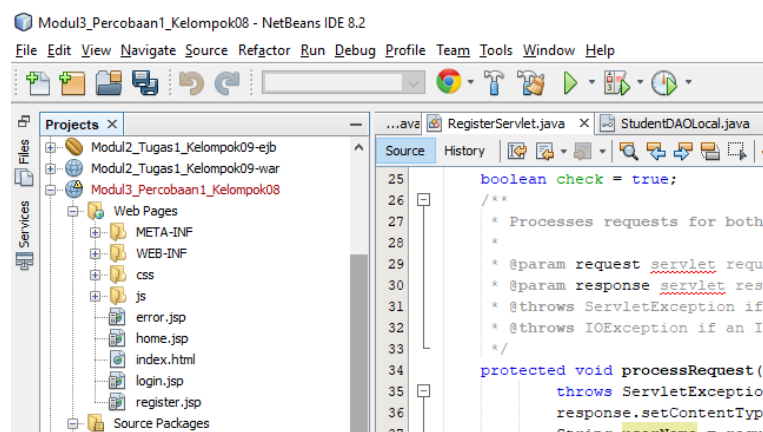 Modul3_Percobaan1_Kelompok08 - NetBeans IDE 8.2
File Edit View Navigate Source Refactor Run Debug Profile Team Tools Window Help
Files
Services
Projects
Modul2_Tugas1_Kelompok09-ejb
Modul2_Tugas1_Kelompok09-war
Modul3_Percobaan1_Kelompok08
Web Pages
META-INF
WEB-INF
css
js
error.jsp
home.jsp
index.html
login.jsp
register.jsp
Source Packages
...ava RegisterServlet.java StudentDAOLocal.java
Source History
25 boolean check = true;
26 /**
27 * Processes requests for both
28 *
29 * @param request servlet requ
30 * @param response servlet res
31 * @throws ServletException if
32 * @throws IOException if an I
33 */
34 protected void processRequest(
35 throws ServletExceptio
36 response.setContentTyp